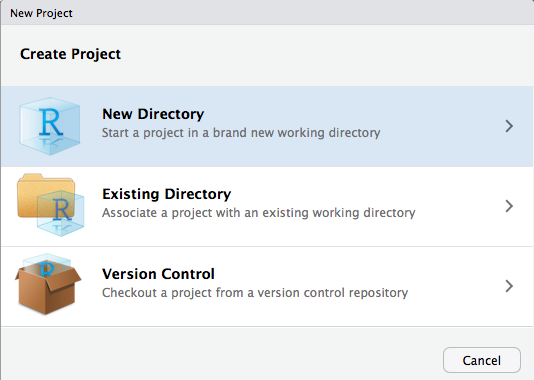 New Project
Create Project
R
New Directory
Start a project in a brand new working directory
R
Existing Directory
Associate a project with an existing working directory
R
Version Control
Checkout a project from a version control repository
Cancel